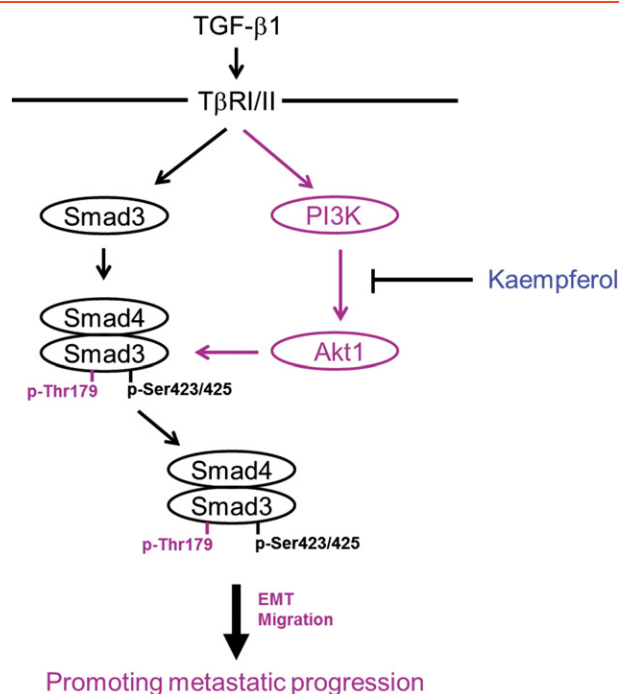 TGF-β1
TβRI/II
Smad3
PI3K
Kaempferol
Smad4
Smad3
Akt1
p-Thr179
p-Ser423/425
Smad4
Smad3
p-Thr179
p-Ser423/425
EMT
Migration
Promoting metastatic progression